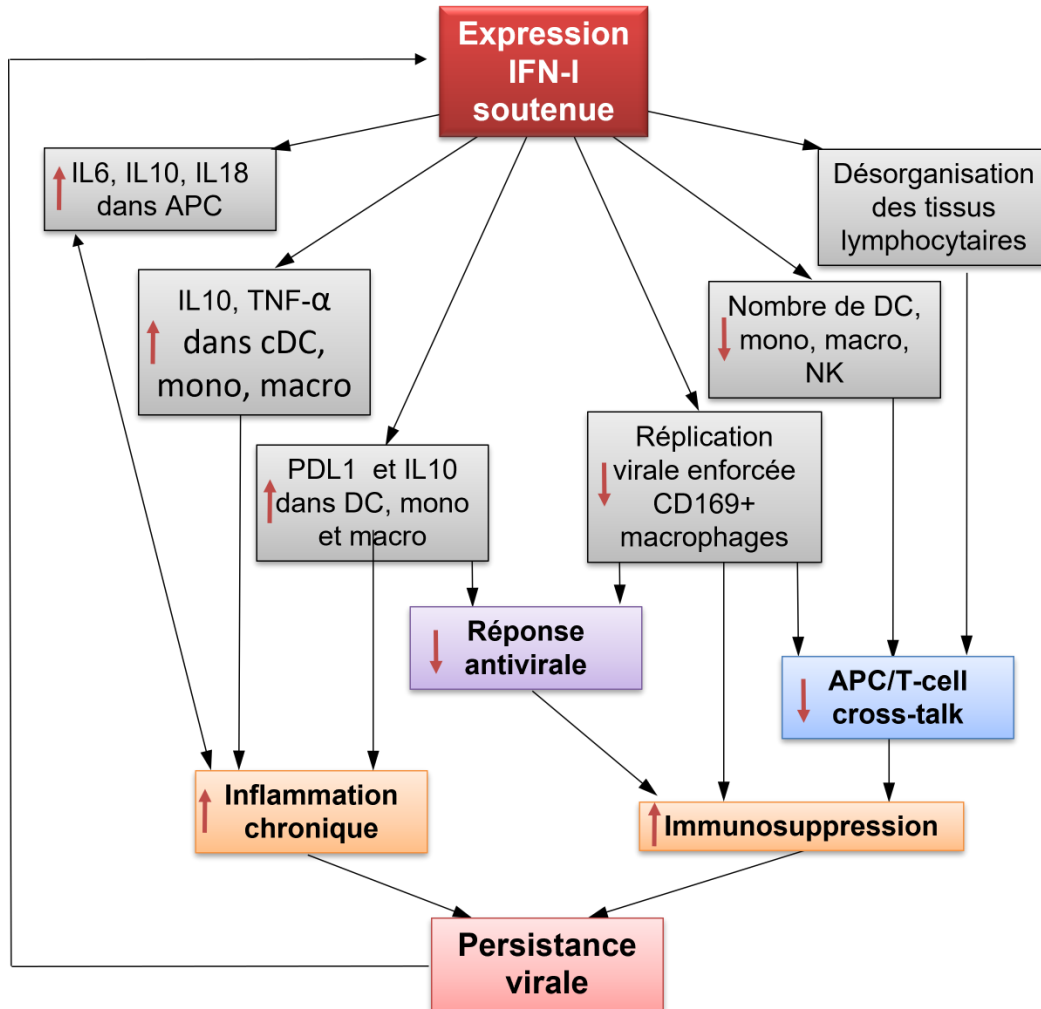 Expression
IFN-I
soutenue
IL6, IL10, IL18
dans APC
Désorganisation
des tissus
lymphocytaires
IL10, TNF-α
dans cDC,
mono, macro
Nombre de DC,
mono, macro,
NK
PDL1 et IL10
dans DC, mono
et macro
Réplication
virale enforcée
CD169+
macrophages
Réponse
antivirale
APC/T-cell
cross-talk
Inflammation
chronique
Immunosuppression
Persistance
virale